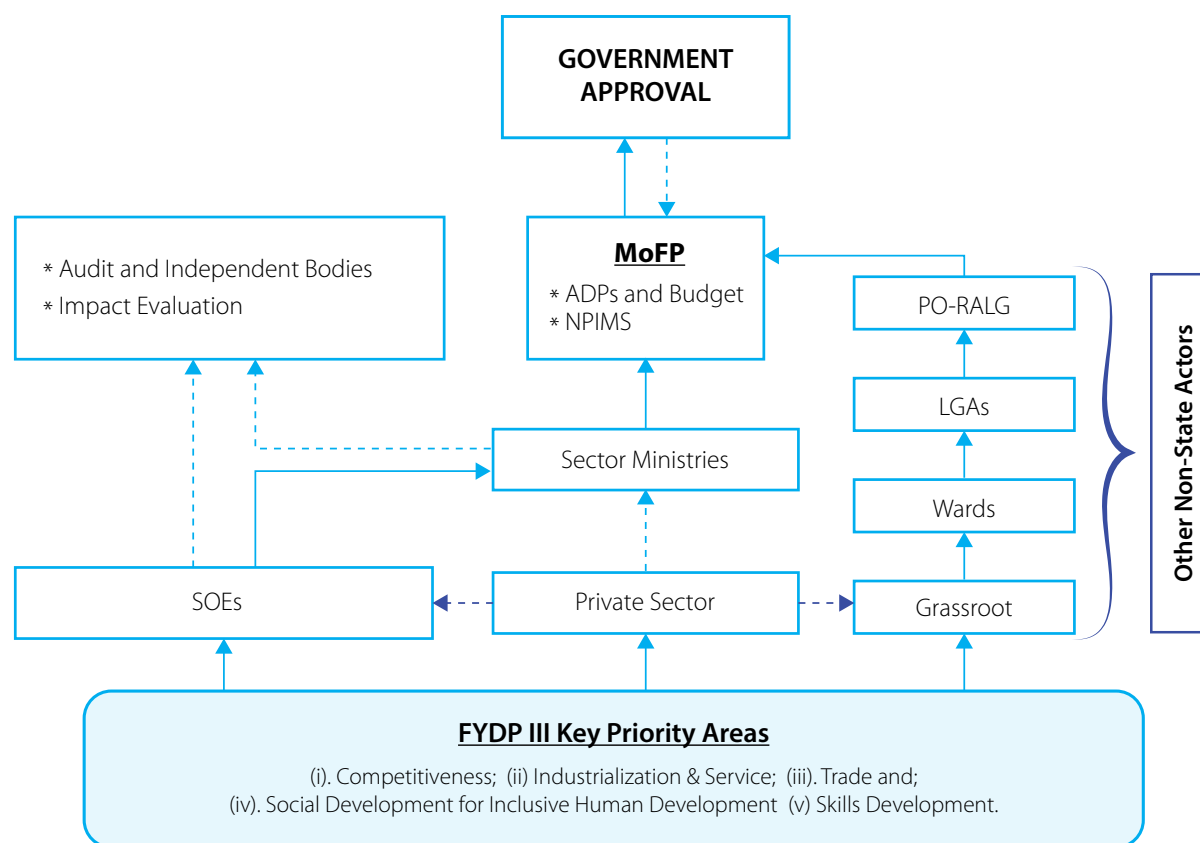 GOVERNMENT
APPROVAL
* Audit and Independent Bodies
* Impact Evaluation
MoFP
* ADPs and Budget
* NPIMS
PO-RALG
LGAs
Wards
Grassroot
Other Non-State Actors
Sector Ministries
SOEs
Private Sector
FYDP III Key Priority Areas
(i). Competitiveness; (ii) Industrialization & Service; (iii). Trade and;
(iv). Social Development for Inclusive Human Development (v) Skills Development.